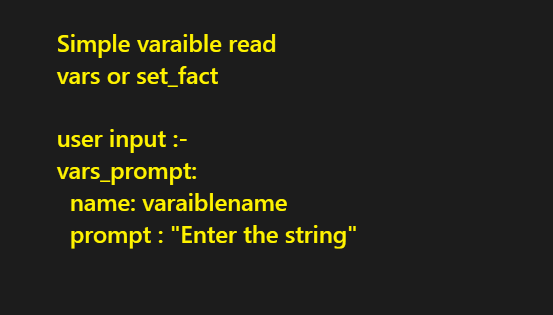 Simple varaible read
vars or set_fact
user input :-
vars_prompt:
name: varaiblename
prompt : "Enter the string"